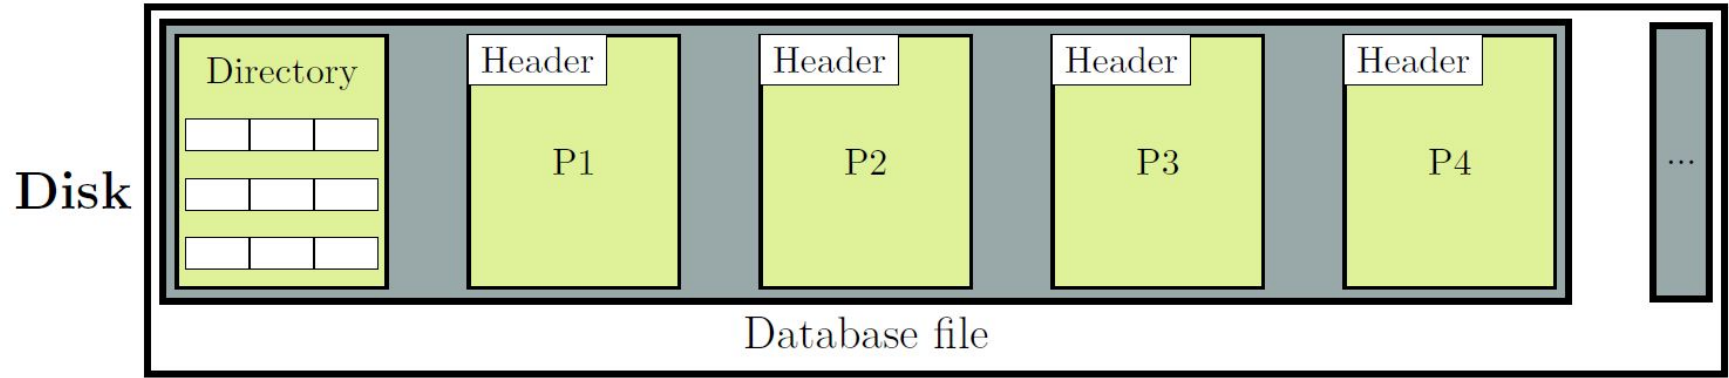 Directory
Header
Header
Header
Header
P1
P2
P3
P4
...
Disk
Database file